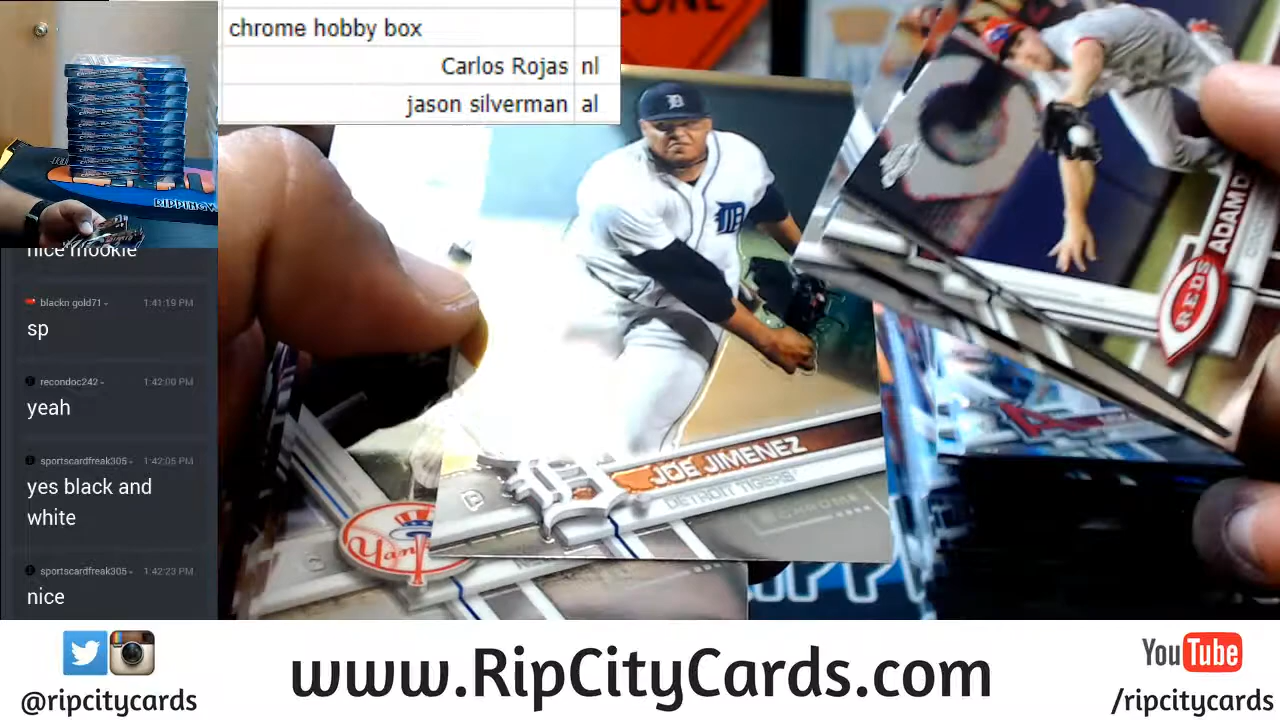 chrome hobby box
Carlos Rojas nl
jason silverman al
RIPPING
nice mookie
blackn gold71
1:41:19 PM
sp
recondoc242
1:42:00 PM
yeah
sportscardfreak305
1:42:05 PM
yes black and
white
sportscardfreak305
1:42:23 PM
nice
D
JOE JIMENEZ
DETROIT TIGERS
CHROME
REDS
ADAM D
www.RipCityCards.com
@ripcitycards
YouTube
/ripcitycards